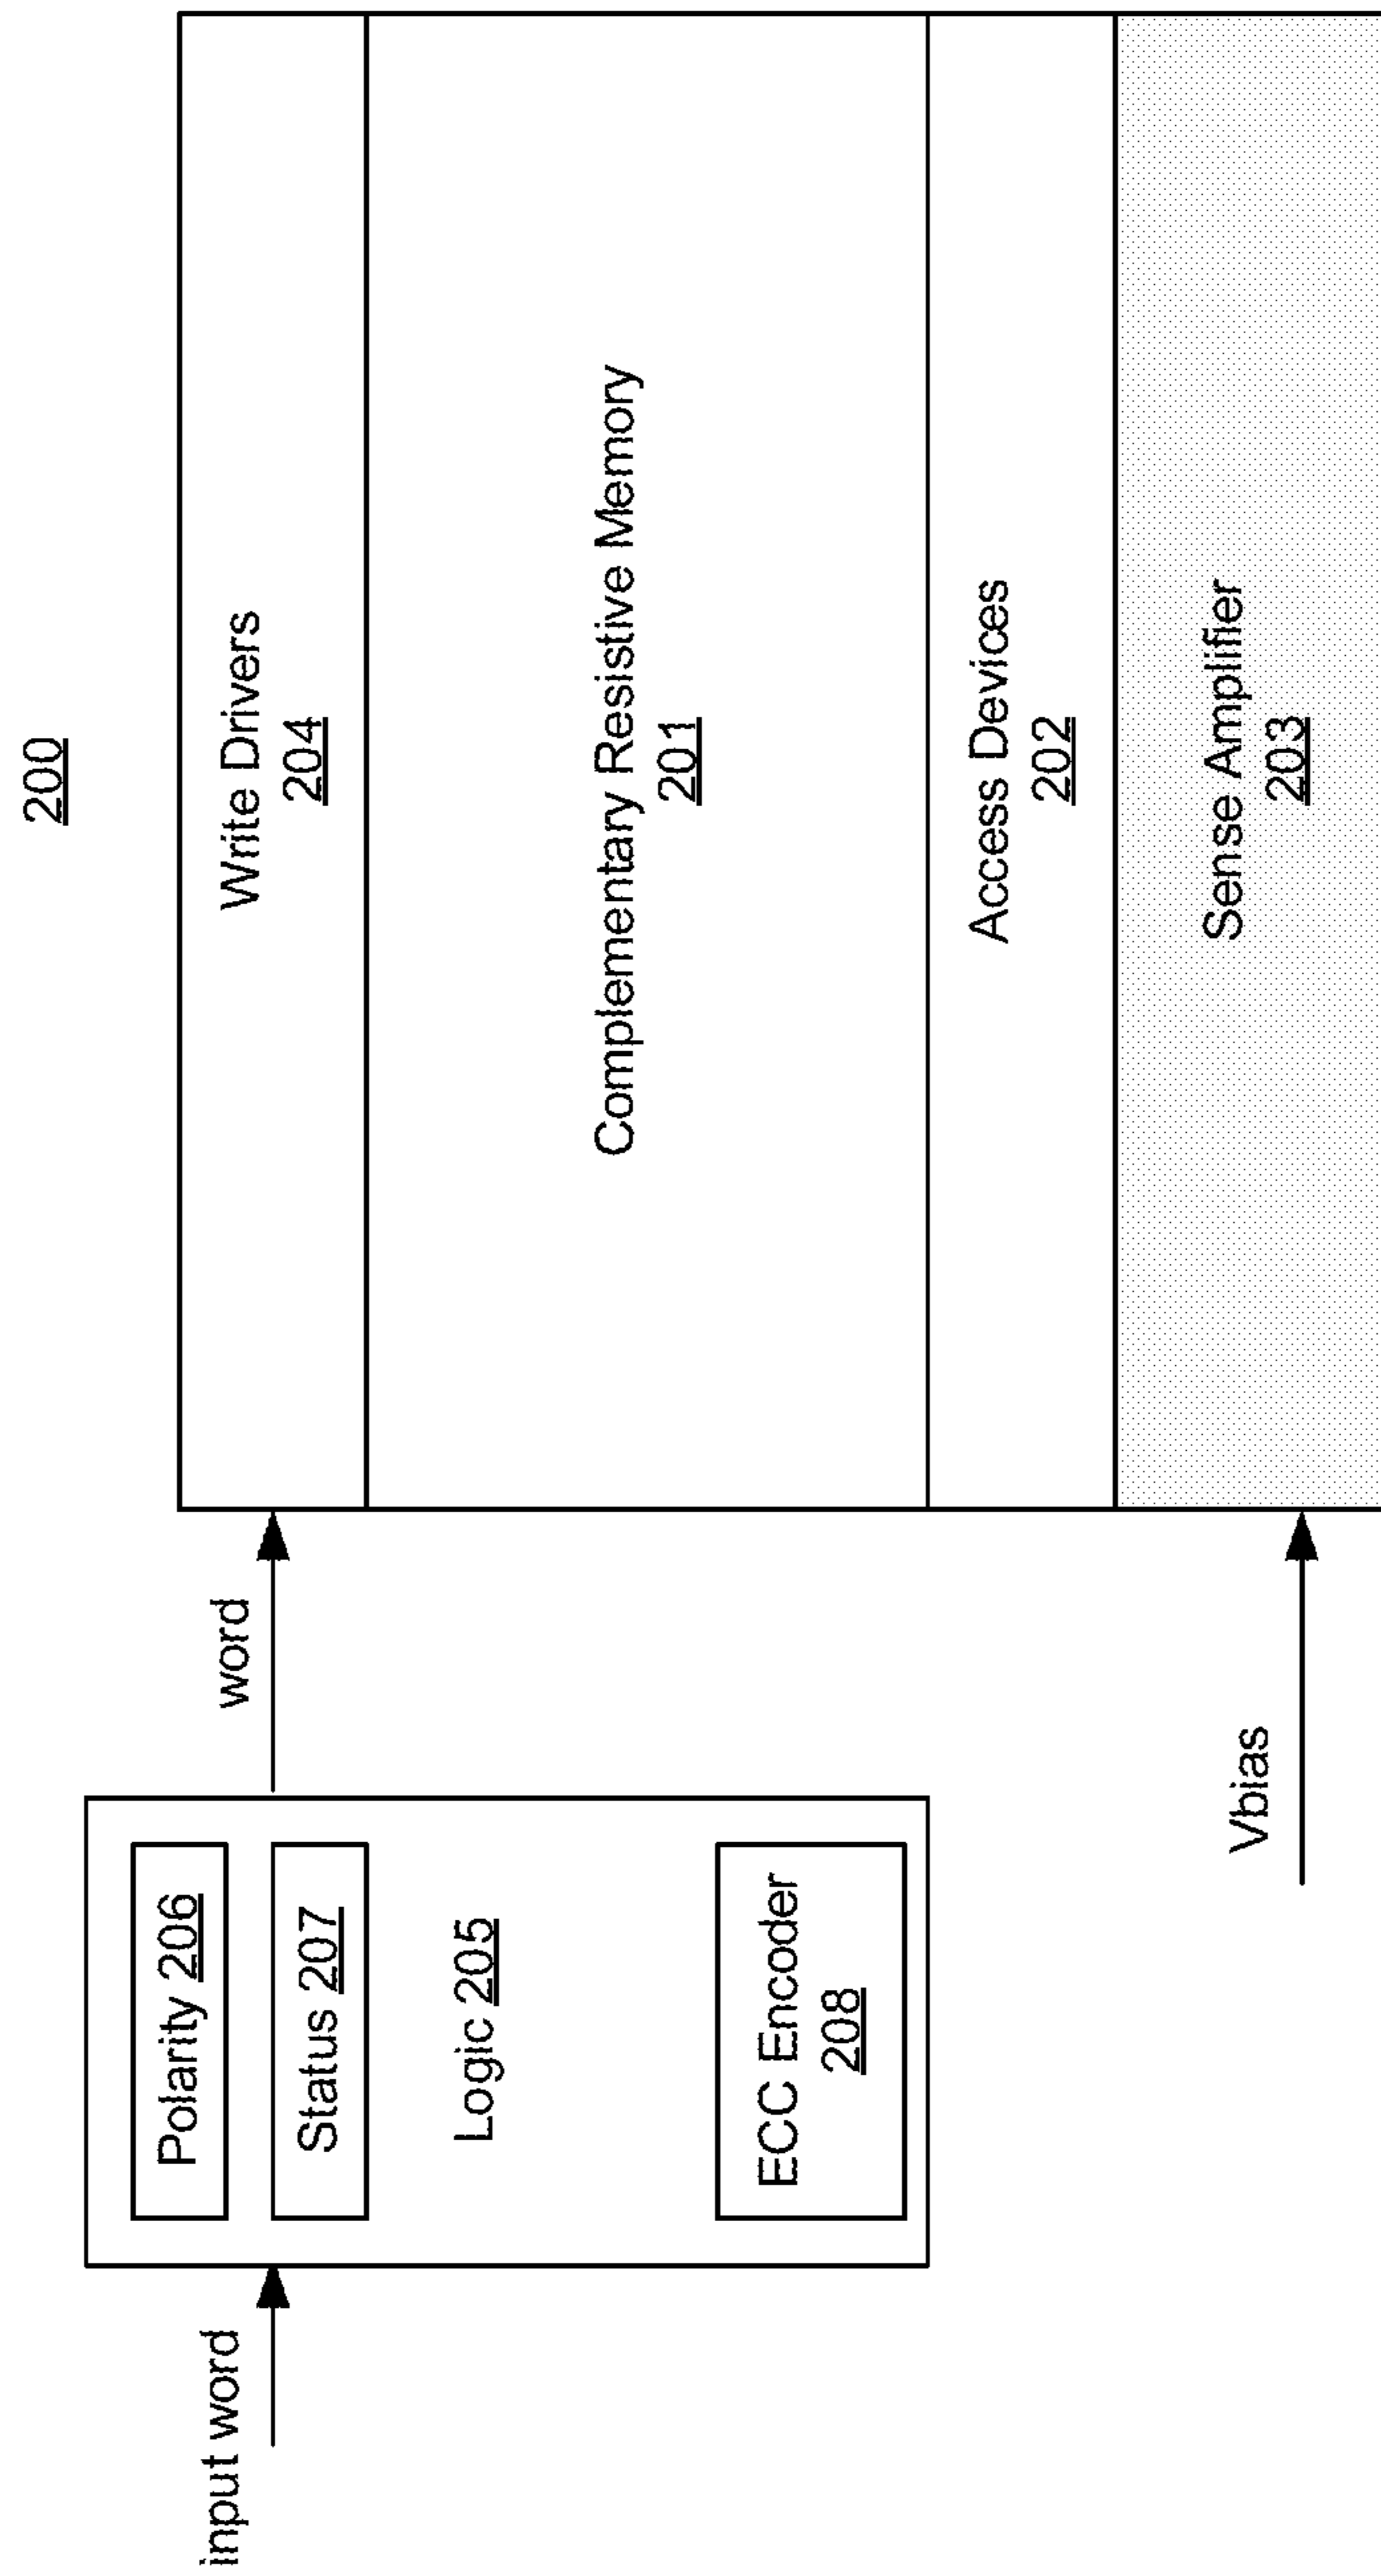 200
input word
Polarity 206
Status 207
Logic 205
ECC Encoder
208
word
Vbias
Write Drivers
204
Complementary Resistive Memory
201
Access Devices
202
Sense Amplifier
203